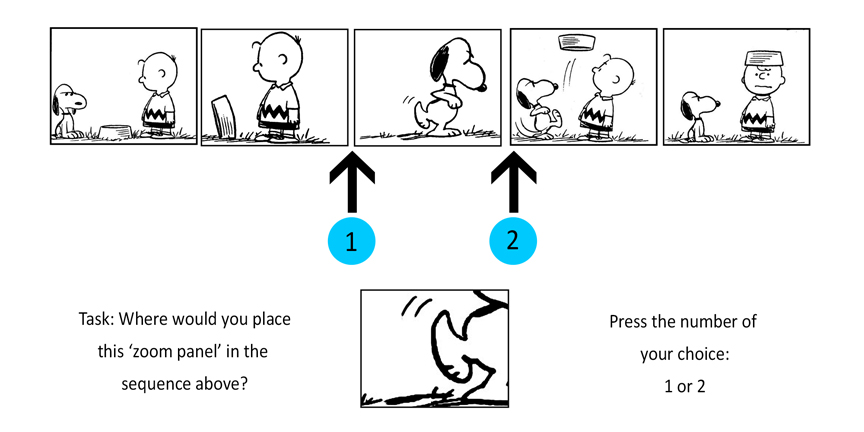 1
2
Task: Where would you place
this ‘zoom panel’ in the
sequence above?
Press the number of
your choice:
1 or 2